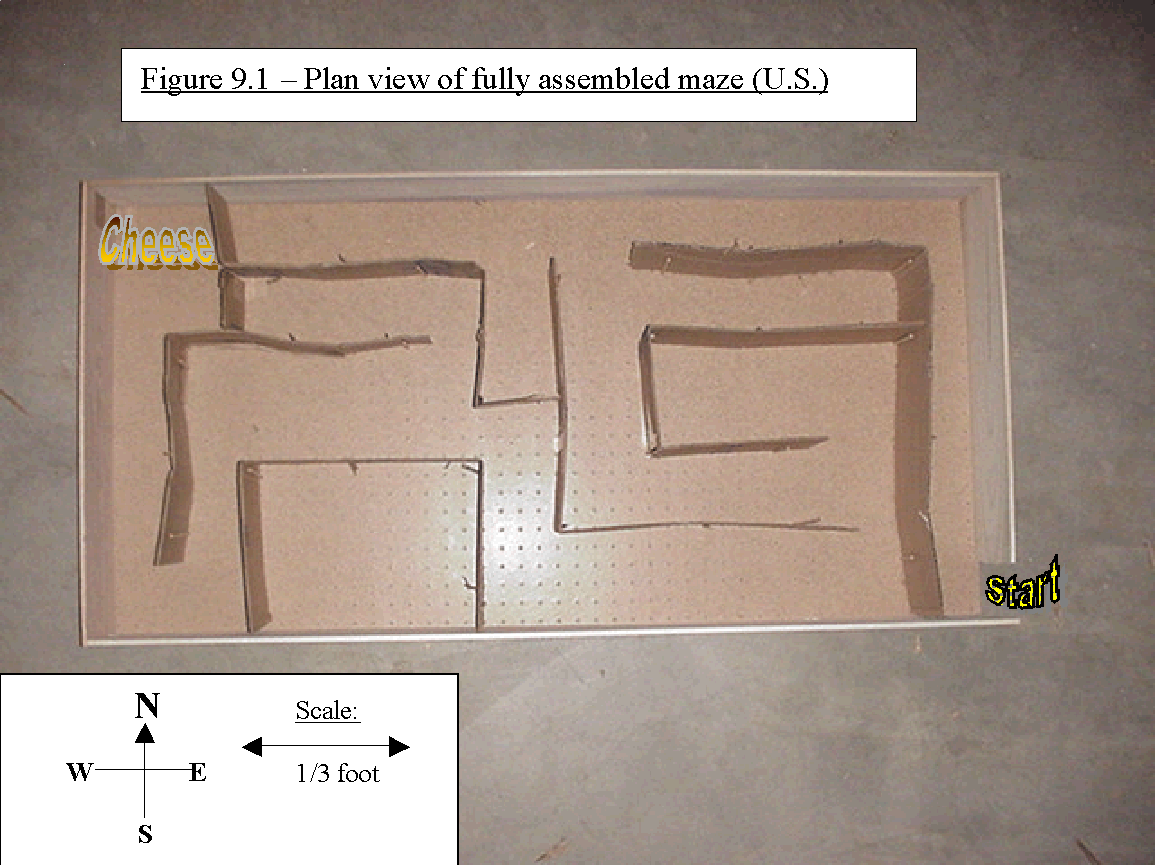 Figure 9.1 – Plan view of fully assembled maze (U.S.)
Cheese
Start
N
W E
S
Scale:
1/3 foot